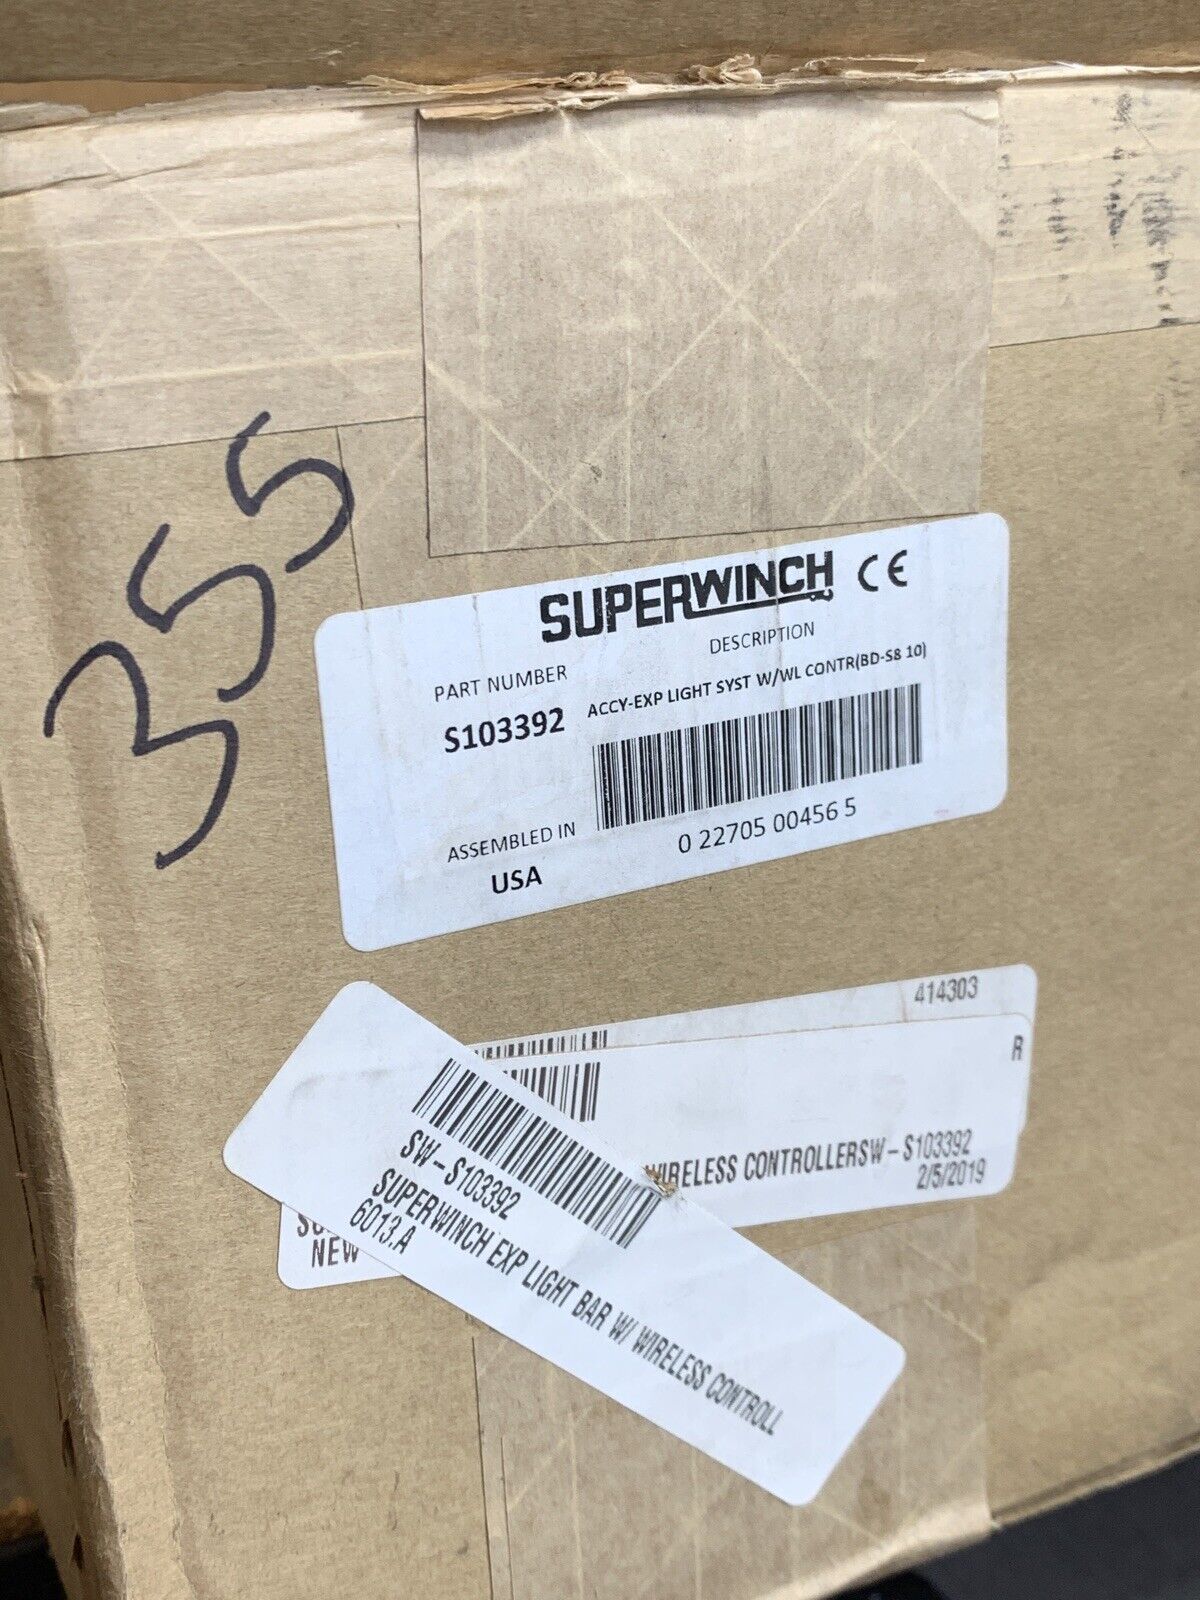 355
SUPERWINCH CE
DESCRIPTION
PART NUMBER
ACCY-EXP LIGHT SYST W/WL CONTR(BD-S8 10)
S103392
0 22705 00456 5
ASSEMBLED IN
USA
414303
R
WIRELESS CONTROLLERSW-S103392
2/5/2019
NEW
SW-S103392
SUPERWINCH EXP LIGHT BAR W/ WIRELESS CONTROLL
6013.A